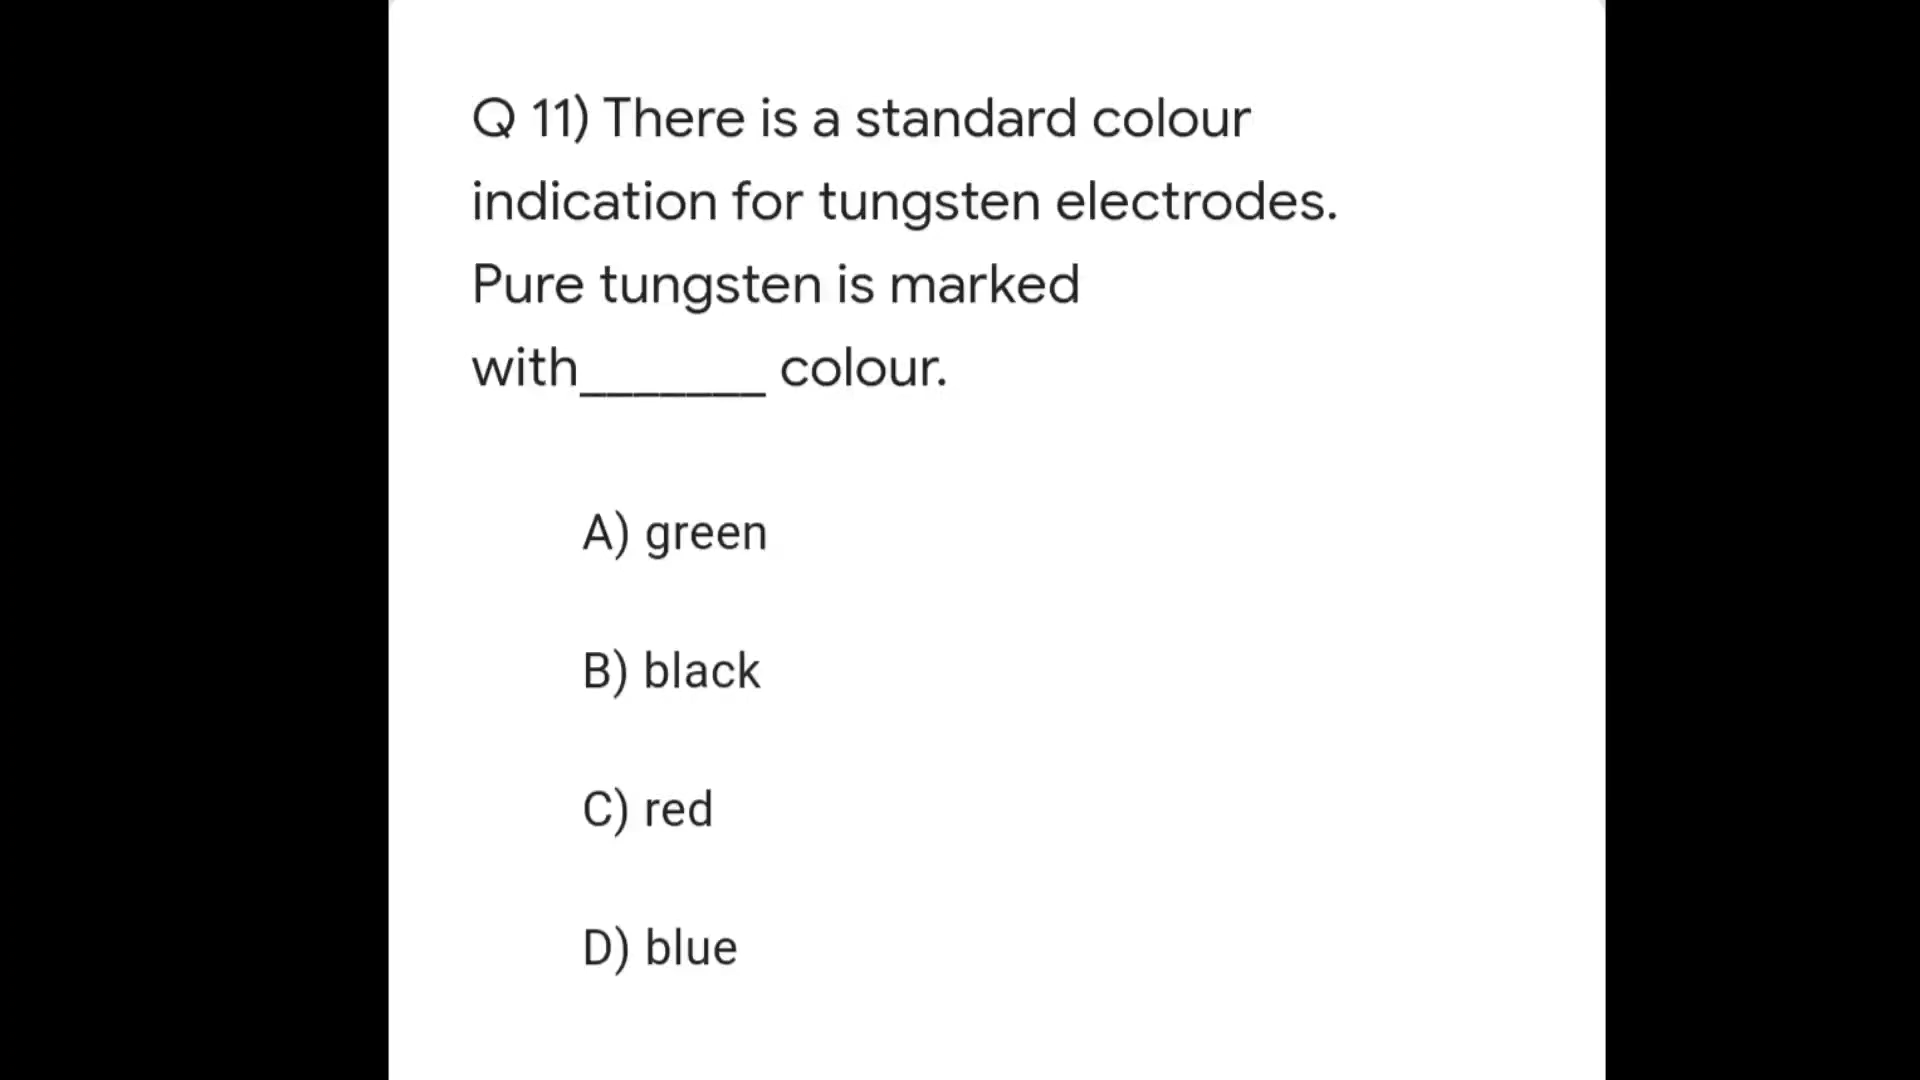 Q 11) There is a standard colour
indication for tungsten electrodes.
Pure tungsten is marked
with_______ colour.
A) green
B) black
C) red
D) blue